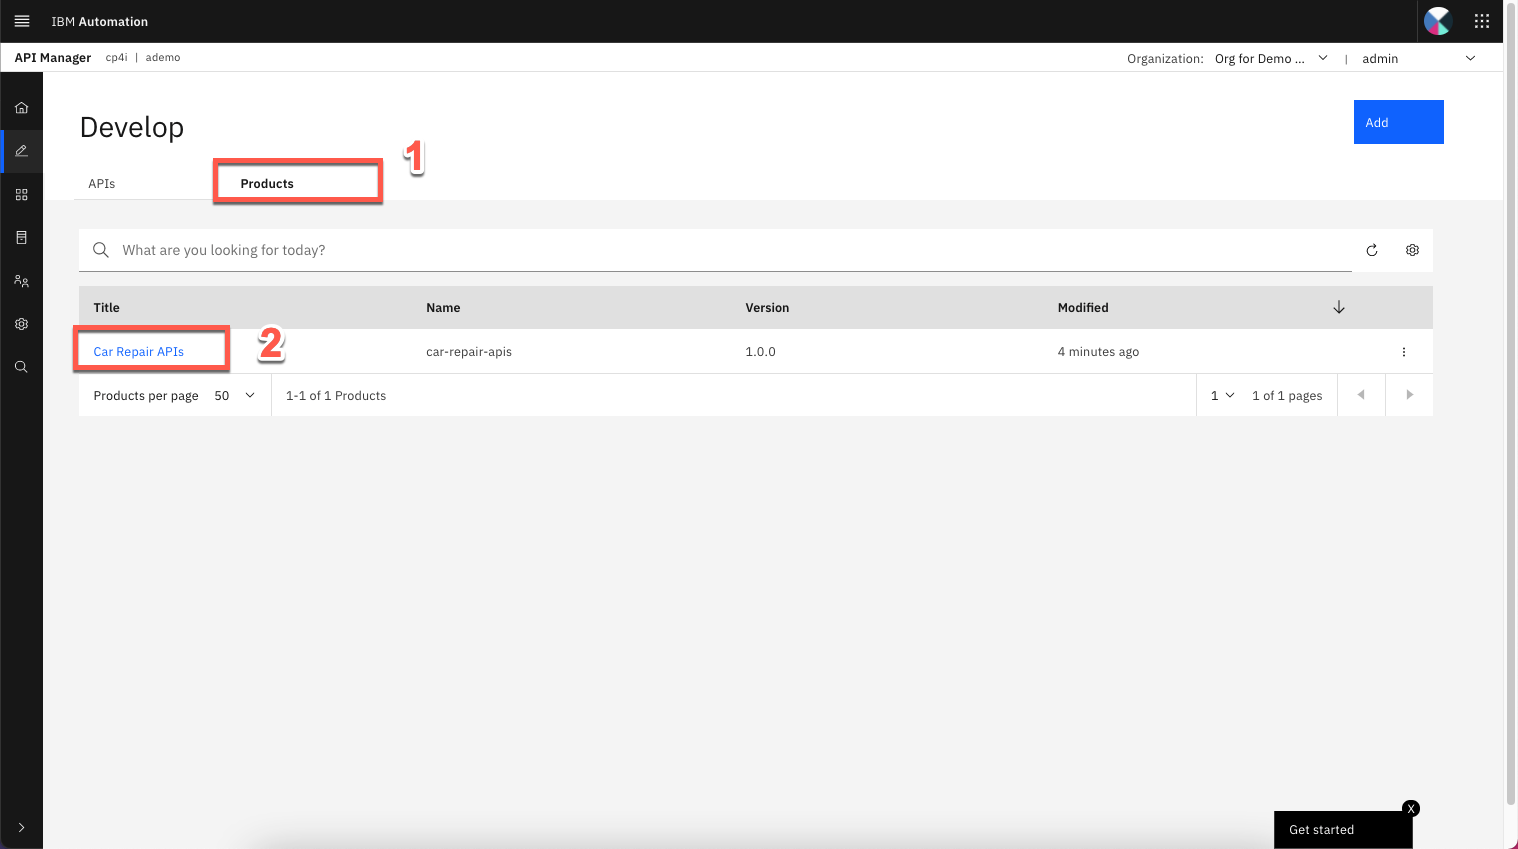 IBM Automation
API Manager cp4i | ademo Organization: Org for Demo ... | admin
Develop
Add
1
APIs Products
What are you looking for today?
Title Name Version Modified
Car Repair APIs 2 car-repair-apis 1.0.0 4 minutes ago
Products per page 50 1-1 of 1 Products 1 1 of 1 pages
X
Get started